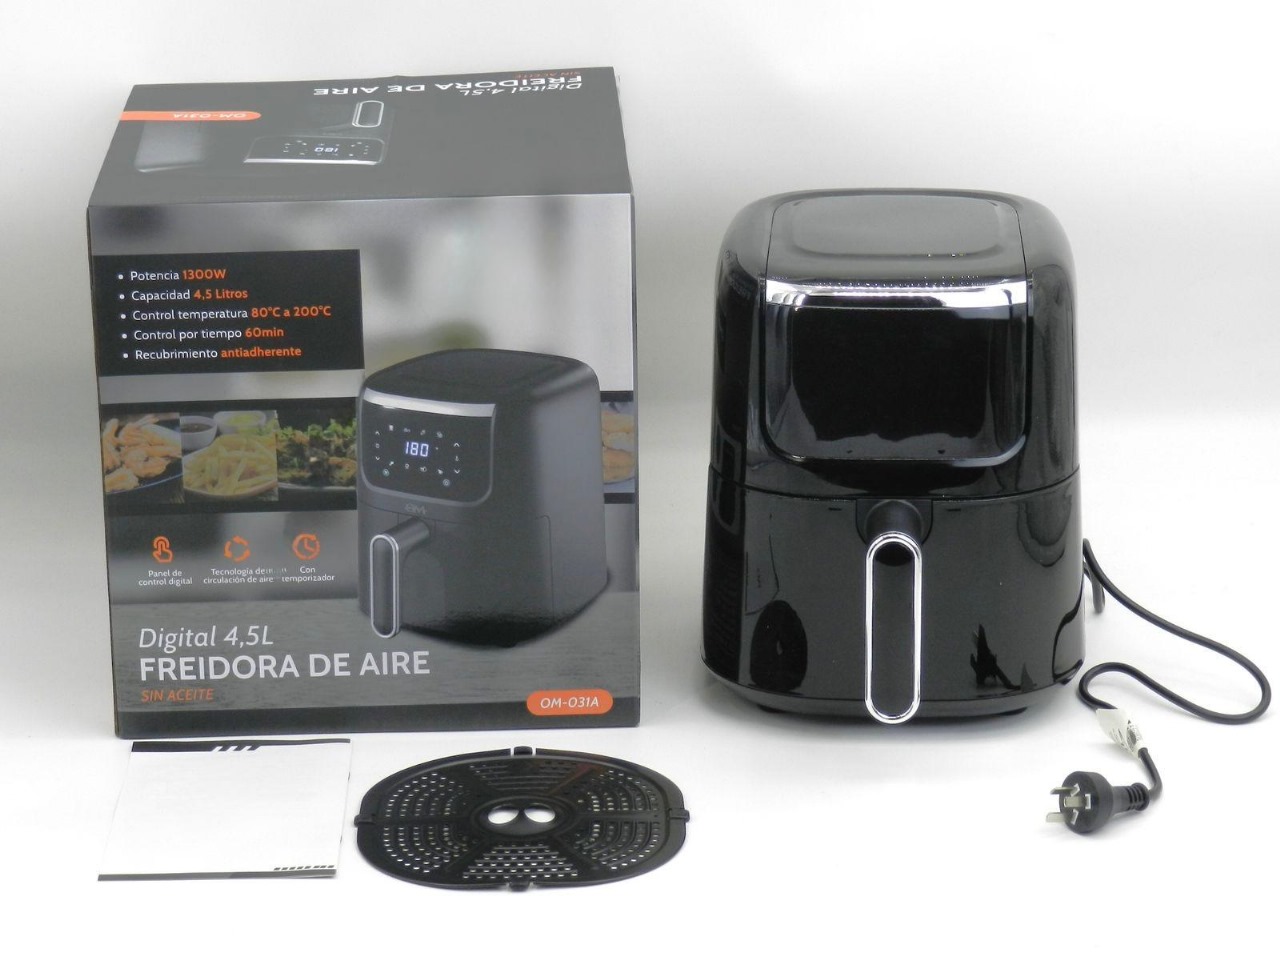 SIN ACEITE
FREIDORA DE AIRE
Digital 4,5L
OM-031A
180
• Potencia 1300W
• Capacidad 4,5 Litros
• Control temperatura 80°C a 200°C
• Control por tiempo 60min
• Recubrimiento antiadherente
180
Panel de
control digital
Tecnología de
circulación de aire
Con
temporizador
Digital 4,5L
FREIDORA DE AIRE
SIN ACEITE
OM-031A